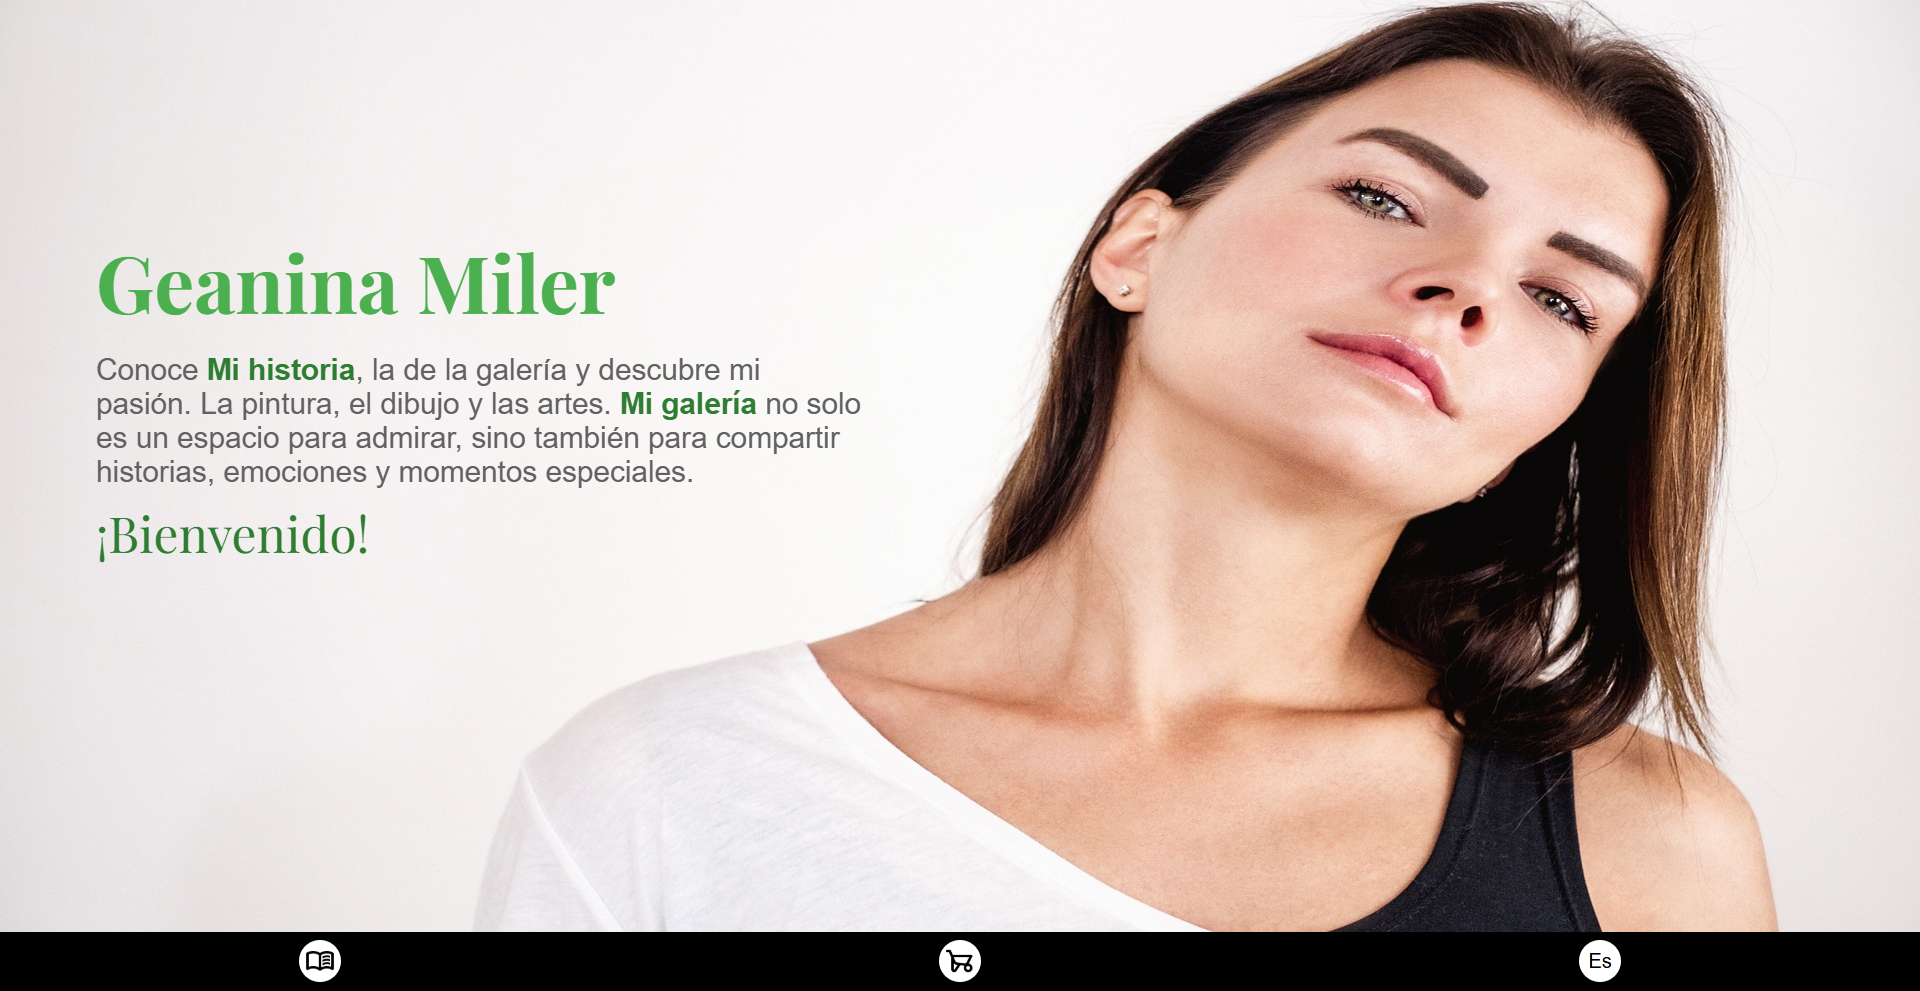 Geanina Miler
Conoce Mi historia, la de la galería y descubre mi
pasión. La pintura, el dibujo y las artes. Mi galería no solo
es un espacio para admirar, sino también para compartir
historias, emociones y momentos especiales.
¡Bienvenido!
Es